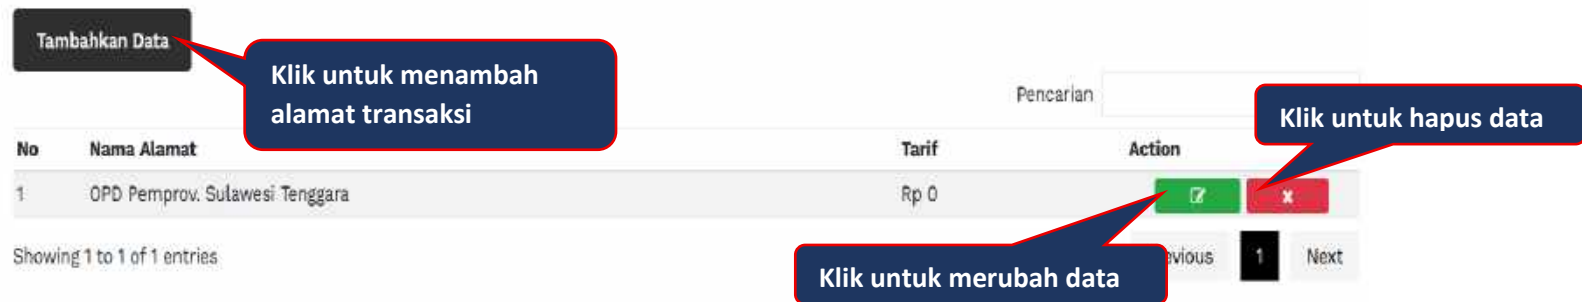 Tambahkan Data
Klik untuk menambah
alamat transaksi
Pencarian
Klik untuk hapus data
No Nama Alamat Tarif Action
1 OPD Pemprov. Sulawesi Tenggara Rp 0
Showing 1 to 1 of 1 entries
Klik untuk merubah data
1 Next